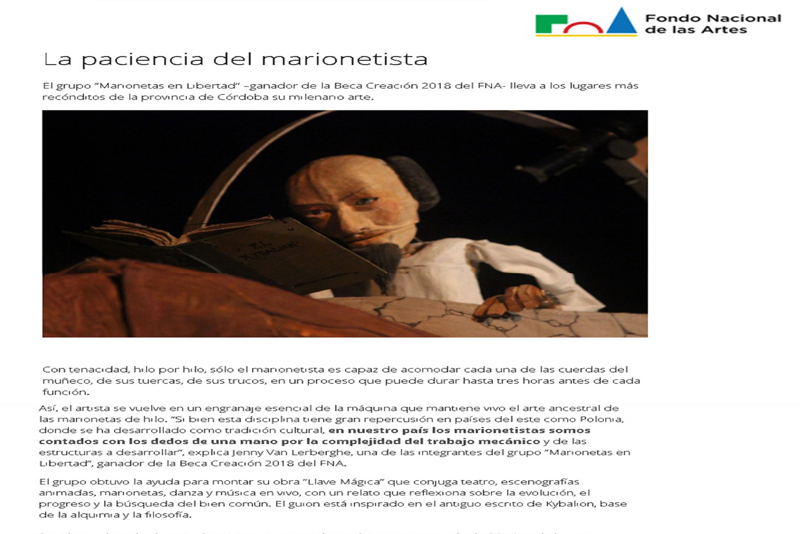 Fondo Nacional
de las Artes
La paciencia del marionetista
El grupo "Marionetas en Libertad" –ganador de la Beca Creación 2018 del FNA- lleva a los lugares más
recónditos de la provincia de Córdoba su milenario arte.
Con tenacidad, hilo por hilo, sólo el marionetista es capaz de acomodar cada una de las cuerdas del
muñeco, de sus tuercas, de sus trucos, en un proceso que puede durar hasta tres horas antes de cada
función.
Así, el artista se vuelve en un engranaje esencial de la máquina que mantiene vivo el arte ancestral de
las marionetas de hilo. "Si bien esta disciplina tiene gran repercusión en países del este como Polonia,
donde se ha desarrollado como tradición cultural, en nuestro país los marionetistas somos
contados con los dedos de una mano por la complejidad del trabajo mecánico y de las
estructuras a desarrollar", explica Jenny Van Lerberghe, una de las integrantes del grupo "Marionetas en
Libertad", ganador de la Beca Creación 2018 del FNA.
El grupo obtuvo la ayuda para montar su obra "Llave Mágica" que conjuga teatro, escenografías
animadas, marionetas, danza y música en vivo, con un relato que reflexiona sobre la evolución, el
progreso y la búsqueda del bien común. El guion está inspirado en el antiguo escrito de Kybalion, base
de la alquimia y la filosofía.